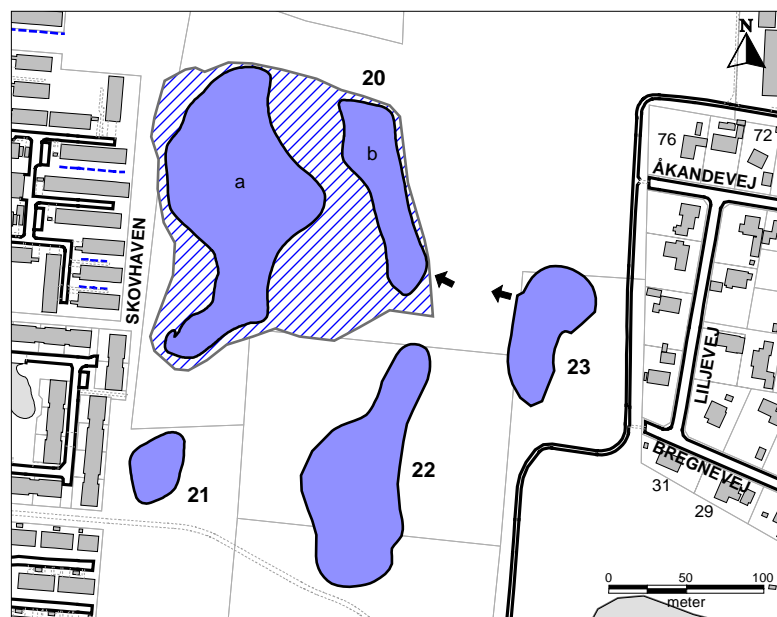 N
20
76
72
b
ÅKANDEVEJ
a
SKOVHAVEN
LILJEVEJ
23
22
BREGNEVEJ
21
31
29
0 50 100
meter